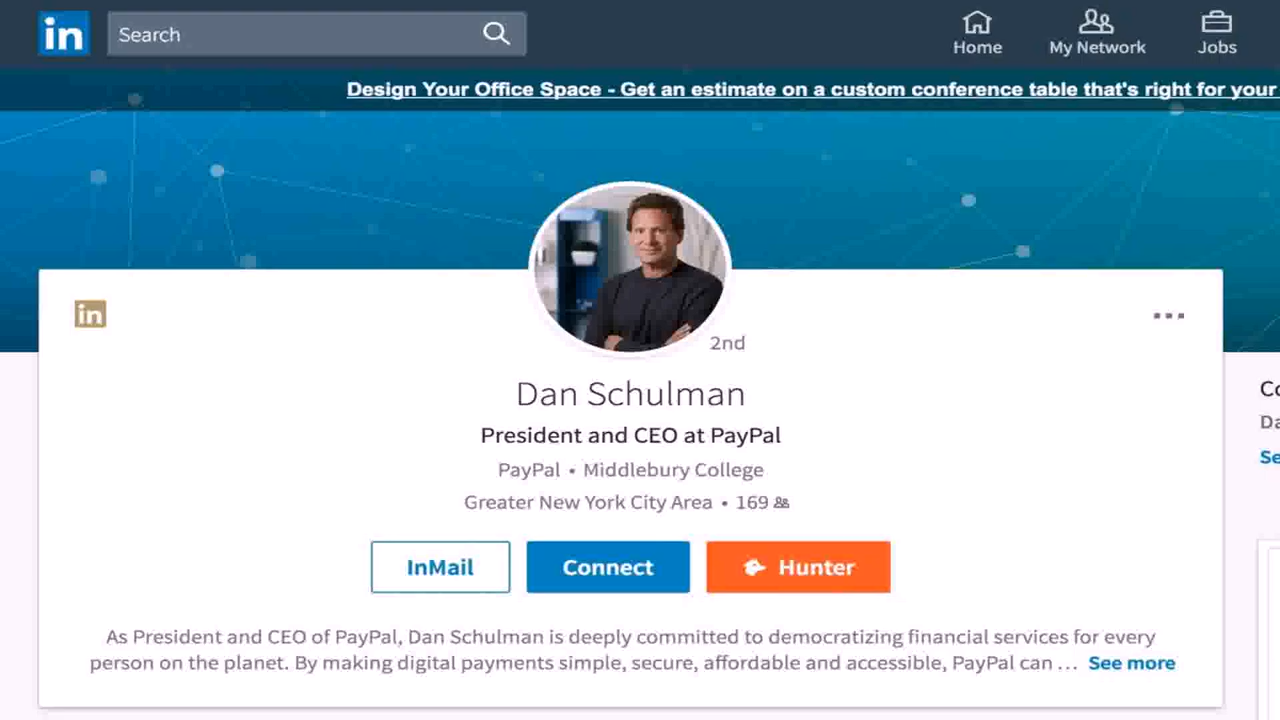 in Search
Home
My Network
Jobs
Design Your Office Space - Get an estimate on a custom conference table that's right for your
in
2nd
Dan Schulman
President and CEO at PayPal
PayPal • Middlebury College
Greater New York City Area • 169
InMail
Connect
Hunter
As President and CEO of PayPal, Dan Schulman is deeply committed to democratizing financial services for every
person on the planet. By making digital payments simple, secure, affordable and accessible, PayPal can ... See more
Co
Da
Se